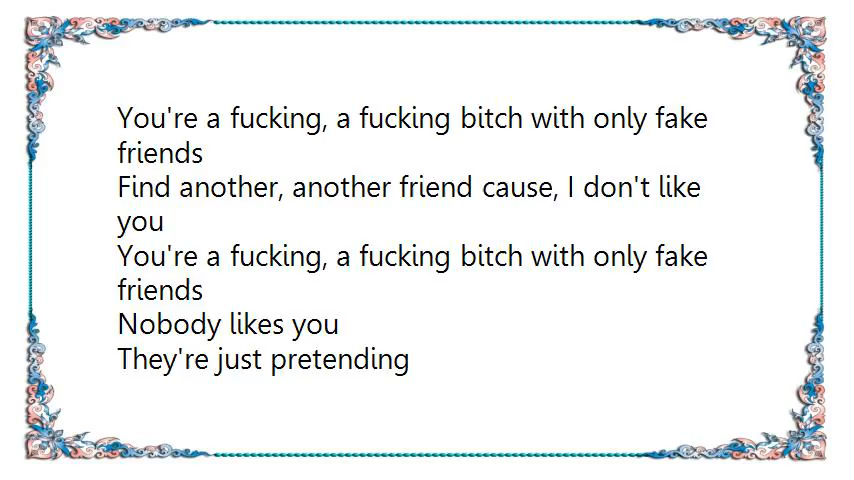 You're a fucking, a fucking bitch with only fake
friends
Find another, another friend cause, I don't like
you
You're a fucking, a fucking bitch with only fake
friends
Nobody likes you
They're just pretending